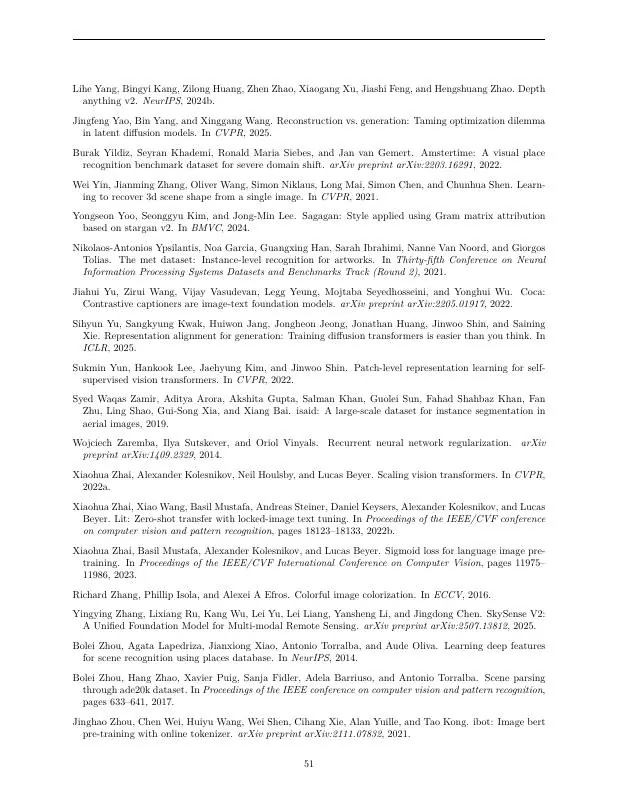 Lihe Yang, Bingyi Kang, Zilong Huang, Zhen Zhao, Xiaogang Xu, Jiashi Feng, and Hengshuang Zhao. Depth
anything v2. NeurIPS, 2024b.
Jingfeng Yao, Bin Yang, and Xinggang Wang. Reconstruction vs. generation: Taming optimization dilemma
in latent diffusion models. In CVPR, 2025.
Burak Yildiz, Seyran Khademi, Ronald Maria Siebes, and Jan van Gemert. Amstertime: A visual place
recognition benchmark dataset for severe domain shift. arXiv preprint arXiv:2203.16291, 2022.
Wei Yin, Jianming Zhang, Oliver Wang, Simon Niklaus, Long Mai, Simon Chen, and Chunhua Shen. Learn-
ing to recover 3d scene shape from a single image. In CVPR, 2021.
Yongseon Yoo, Seonggyu Kim, and Jong-Min Lee. Sagagan: Style applied using Gram matrix attribution
based on stargan v2. In BMVC, 2024.
Nikolaos-Antonios Ypsilantis, Noa Garcia, Guangxing Han, Sarah Ibrahimi, Nanne Van Noord, and Giorgos
Tolias. The met dataset: Instance-level recognition for artworks. In Thirty-fifth Conference on Neural
Information Processing Systems Datasets and Benchmarks Track (Round 2), 2021.
Jiahui Yu, Zirui Wang, Vijay Vasudevan, Legg Yeung, Mojtaba Seyedhosseini, and Yonghui Wu. Coca:
Contrastive captioners are image-text foundation models. arXiv preprint arXiv:2205.01917, 2022.
Sihyun Yu, Sangkyung Kwak, Huiwon Jang, Jongheon Jeong, Jonathan Huang, Jinwoo Shin, and Saining
Xie. Representation alignment for generation: Training diffusion transformers is easier than you think. In
ICLR, 2025.
Sukmin Yun, Hankook Lee, Jaehyung Kim, and Jinwoo Shin. Patch-level representation learning for self-
supervised vision transformers. In CVPR, 2022.
Syed Waqas Zamir, Aditya Arora, Akshita Gupta, Salman Khan, Guolei Sun, Fahad Shahbaz Khan, Fan
Zhu, Ling Shao, Gui-Song Xia, and Xiang Bai. isaid: A large-scale dataset for instance segmentation in
aerial images, 2019.
Wojciech Zaremba, Ilya Sutskever, and Oriol Vinyals. Recurrent neural network regularization. arXiv
preprint arXiv:1409.2329, 2014.
Xiaohua Zhai, Alexander Kolesnikov, Neil Houlsby, and Lucas Beyer. Scaling vision transformers. In CVPR,
2022a.
Xiaohua Zhai, Xiao Wang, Basil Mustafa, Andreas Steiner, Daniel Keysers, Alexander Kolesnikov, and Lucas
Beyer. Lit: Zero-shot transfer with locked-image text tuning. In Proceedings of the IEEE/CVF conference
on computer vision and pattern recognition, pages 18123–18133, 2022b.
Xiaohua Zhai, Basil Mustafa, Alexander Kolesnikov, and Lucas Beyer. Sigmoid loss for language image pre-
training. In Proceedings of the IEEE/CVF International Conference on Computer Vision, pages 11975–
11986, 2023.
Richard Zhang, Phillip Isola, and Alexei A Efros. Colorful image colorization. In ECCV, 2016.
Yingying Zhang, Lixiang Ru, Kang Wu, Lei Yu, Lei Liang, Yansheng Li, and Jingdong Chen. SkySense V2:
A Unified Foundation Model for Multi-modal Remote Sensing. arXiv preprint arXiv:2507.13812, 2025.
Bolei Zhou, Agata Lapedriza, Jianxiong Xiao, Antonio Torralba, and Aude Oliva. Learning deep features
for scene recognition using places database. In NeurIPS, 2014.
Bolei Zhou, Hang Zhao, Xavier Puig, Sanja Fidler, Adela Barriuso, and Antonio Torralba. Scene parsing
through ade20k dataset. In Proceedings of the IEEE conference on computer vision and pattern recognition,
pages 633–641, 2017.
Jinghao Zhou, Chen Wei, Huiyu Wang, Wei Shen, Cihang Xie, Alan Yuille, and Tao Kong. ibot: Image bert
pre-training with online tokenizer. arXiv preprint arXiv:2111.07832, 2021.
51